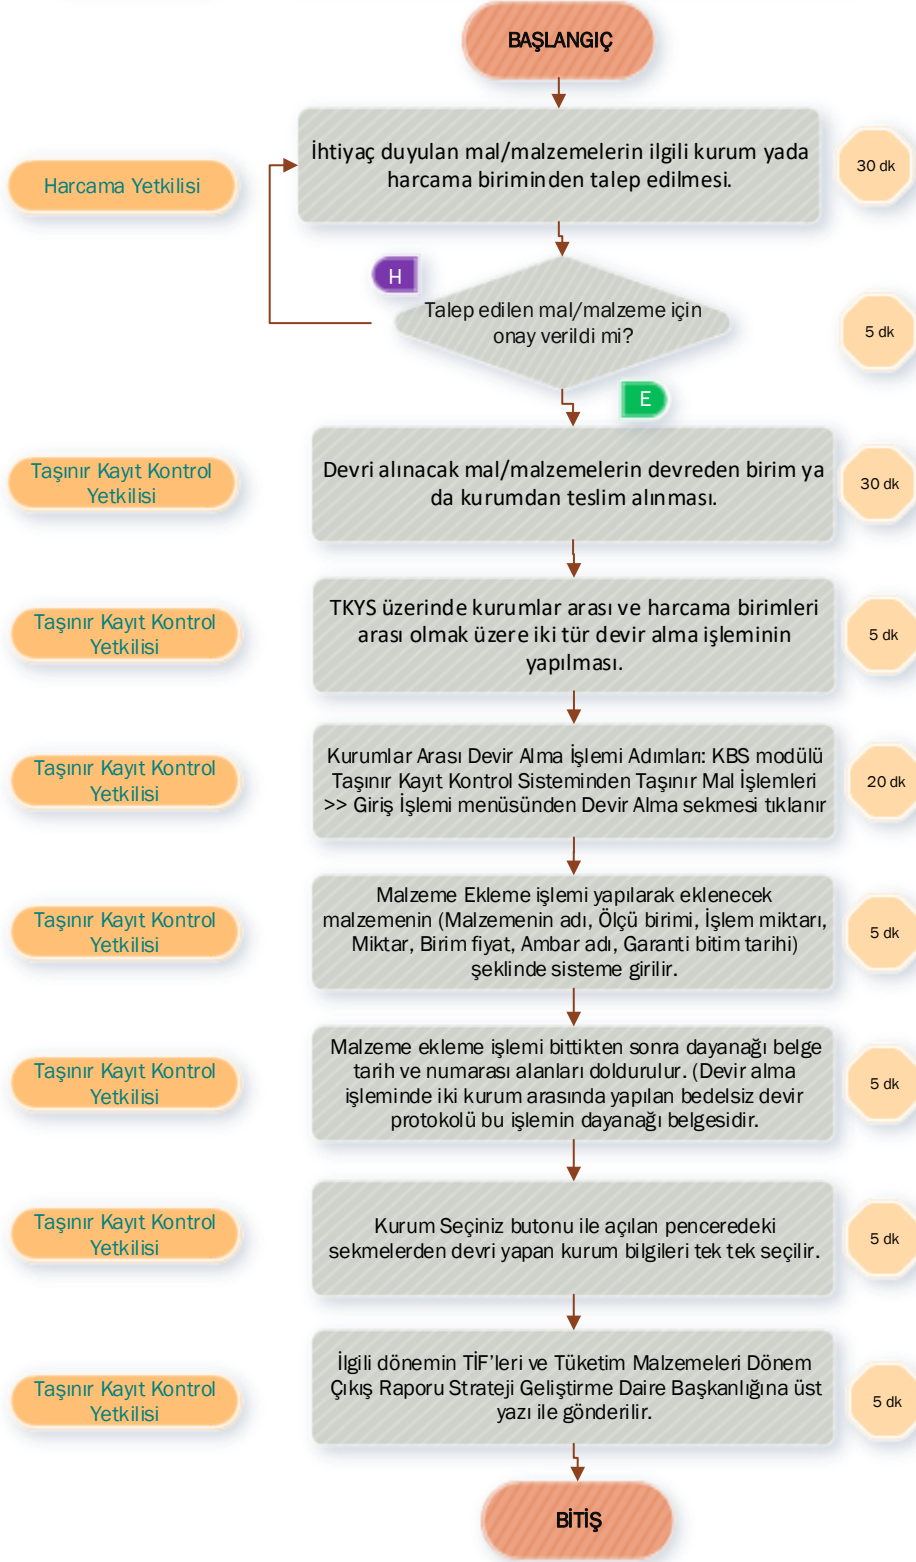 BAŞLANGIÇ
Harcama Yetkilisi
İhtiyaç duyulan mal/malzemelerin ilgili kurum yada
harcama biriminden talep edilmesi.
30 dk
H
Talep edilen mal/malzeme için
onay verildi mi?
5 dk
E
Taşınır Kayıt Kontrol
Yetkilisi
Devri alınacak mal/malzemelerin devreden birim ya
da kurumdan teslim alınması.
30 dk
Taşınır Kayıt Kontrol
Yetkilisi
TKYS üzerinde kurumlar arası ve harcama birimleri
arası olmak üzere iki tür devir alma işleminin
yapılması.
5 dk
Taşınır Kayıt Kontrol
Yetkilisi
Kurumlar Arası Devir Alma İşlemi Adımları: KBS modülü
Taşınır Kayıt Kontrol Sisteminden Taşınır Mal İşlemleri
>> Giriş İşlemi menüsünden Devir Alma sekmesi tıklanır
20 dk
Taşınır Kayıt Kontrol
Yetkilisi
Malzeme Ekleme işlemi yapılarak eklenecek
malzemenin (Malzemenin adı, Ölçü birimi, İşlem miktarı,
Miktar, Birim fiyat, Ambar adı, Garanti bitim tarihi)
şeklinde sisteme girilir.
5 dk
Taşınır Kayıt Kontrol
Yetkilisi
Malzeme ekleme işlemi bittikten sonra dayanağı belge
tarih ve numarası alanları doldurulur. (Devir alma
işleminde iki kurum arasında yapılan bedelsiz devir
protokolü bu işlemin dayanağı belgesidir.
5 dk
Taşınır Kayıt Kontrol
Yetkilisi
Kurum Seçiniz butonu ile açılan penceredeki
sekmelerden devri yapan kurum bilgileri tek tek seçilir.
5 dk
Taşınır Kayıt Kontrol
Yetkilisi
İlgili dönemin TİF’leri ve Tüketim Malzemeleri Dönem
Çıkış Raporu Strateji Geliştirme Daire Başkanlığına üst
yazı ile gönderilir.
5 dk
BİTİŞ